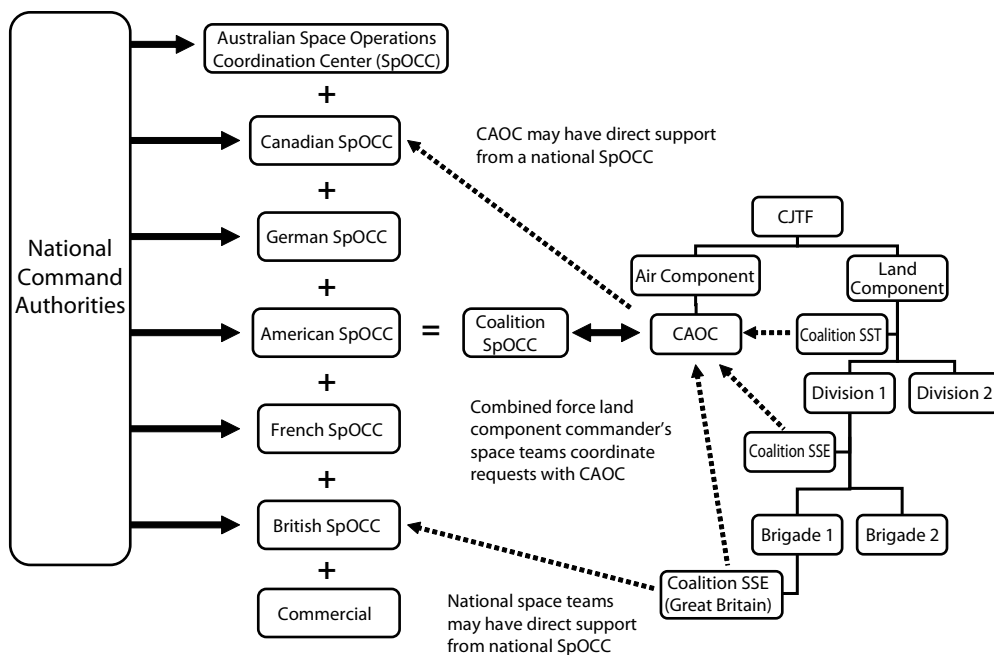 National
Command
Authorities
Australian Space Operations
Coordination Center (SpOCC)
+
Canadian SpOCC
+
German SpOCC
+
American SpOCC
+
French SpOCC
+
British SpOCC
+
Commercial
=
Coalition
SpOCC
CAOC may have direct support
from a national SpOCC
Combined force land
component commander’s
space teams coordinate
requests with CAOC
National space teams
may have direct support
from national SpOCC
CJTF
Air Component
Land
Component
CAOC
Coalition SST
Division 1
Division 2
Coalition SSE
Brigade 1
Brigade 2
Coalition SSE
(Great Britain)